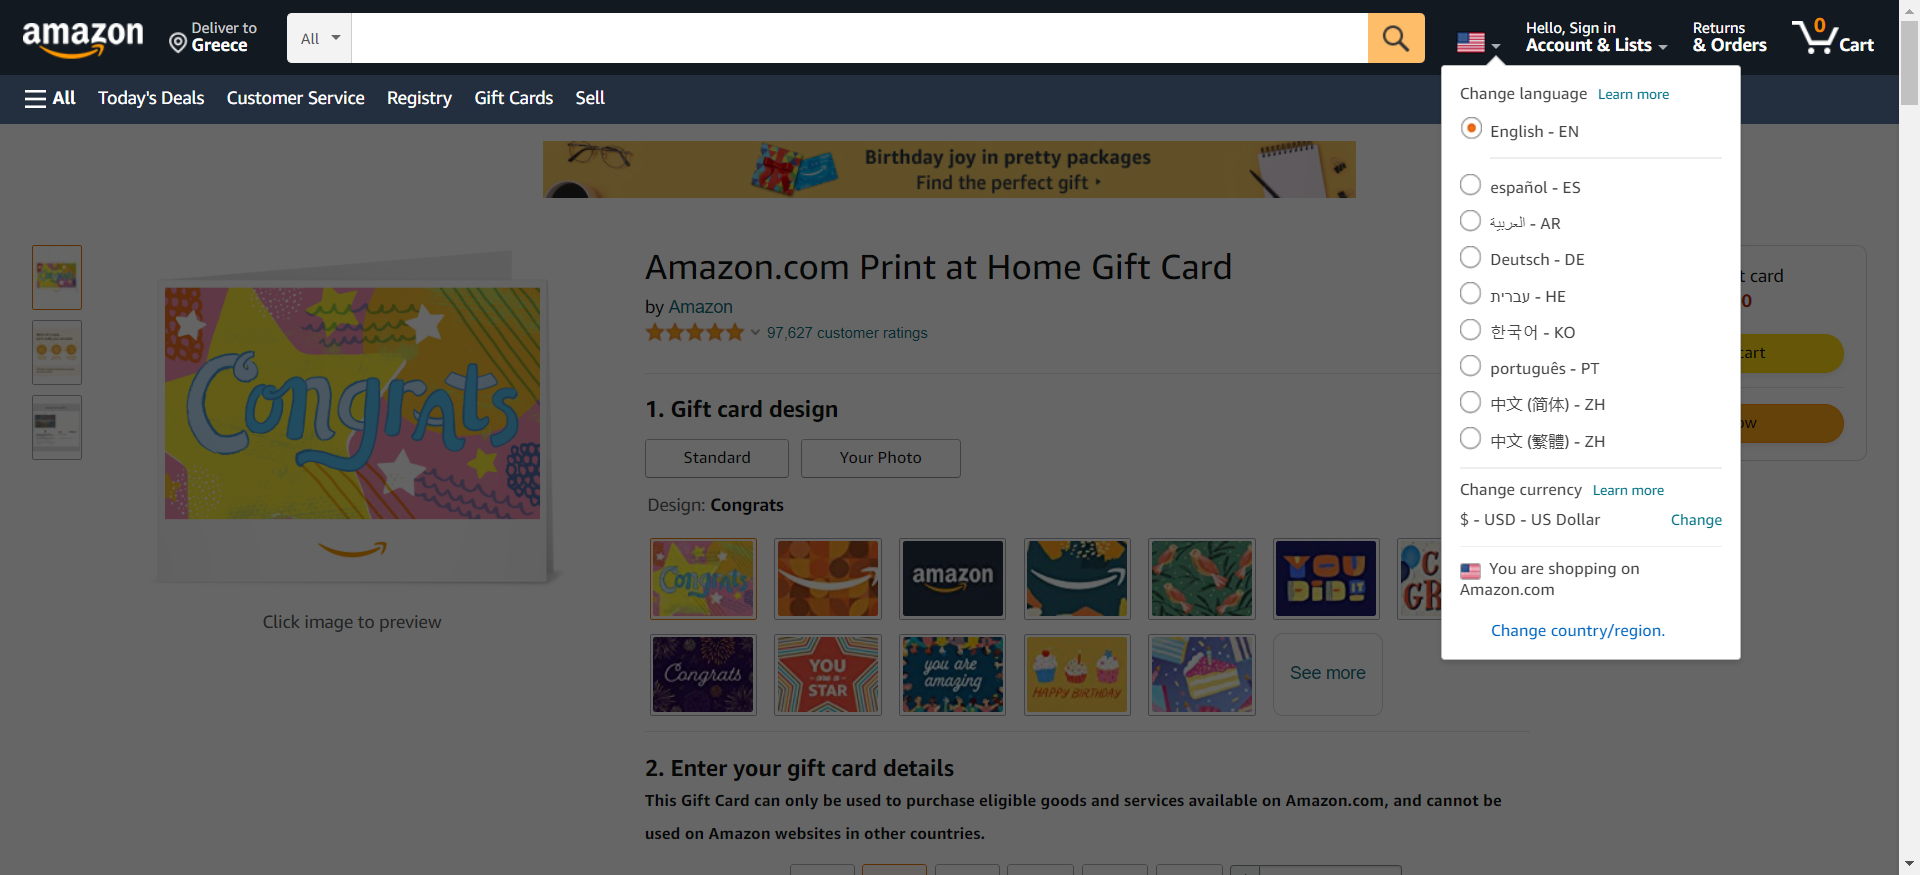 amazon
Deliver to
Greece
All
Hello, Sign in
Account & Lists
Returns
& Orders
0
Cart
All
Today's Deals
Customer Service
Registry
Gift Cards
Sell
Birthday joy in pretty packages
Find the perfect gift
Change language Learn more
English - EN
español - ES
العربية - AR
Deutsch - DE
עברית - HE
한국어 - KO
português - PT
中文 (简体) - ZH
中文 (繁體) - ZH
Change currency Learn more
$ - USD - US Dollar Change
You are shopping on
Amazon.com
Change country/region.
Congrats
Click image to preview
Amazon.com Print at Home Gift Card
by Amazon
97,627 customer ratings
1. Gift card design
Standard
Your Photo
Design: Congrats
Congrats
amazon
YOU DID IT
Congrats
YOU
are a
STAR
you are
amazing
HAPPY BIRTHDAY
See more
2. Enter your gift card details
This Gift Card can only be used to purchase eligible goods and services available on Amazon.com, and cannot be
used on Amazon websites in other countries.
card
0
cart